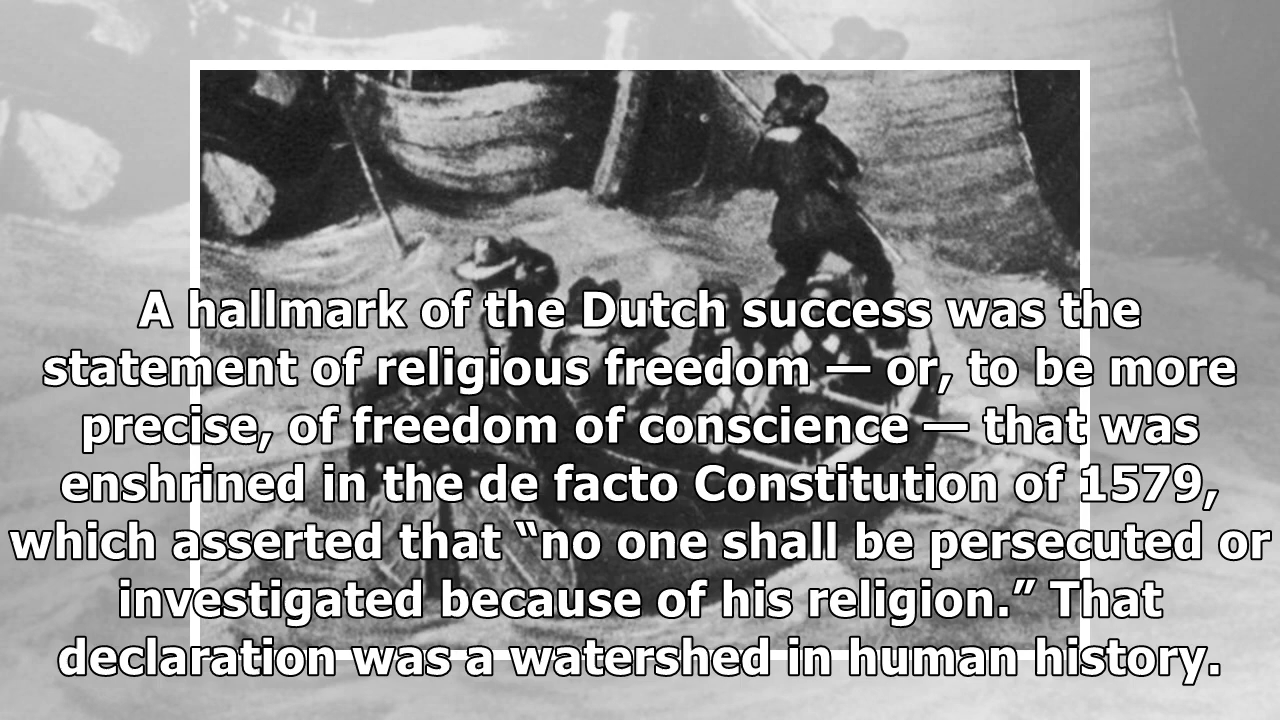 A hallmark of the Dutch success was the
statement of religious freedom — or, to be more
precise, of freedom of conscience — that was
enshrined in the de facto Constitution of 1579,
which asserted that “no one shall be persecuted or
investigated because of his religion.” That
declaration was a watershed in human history.